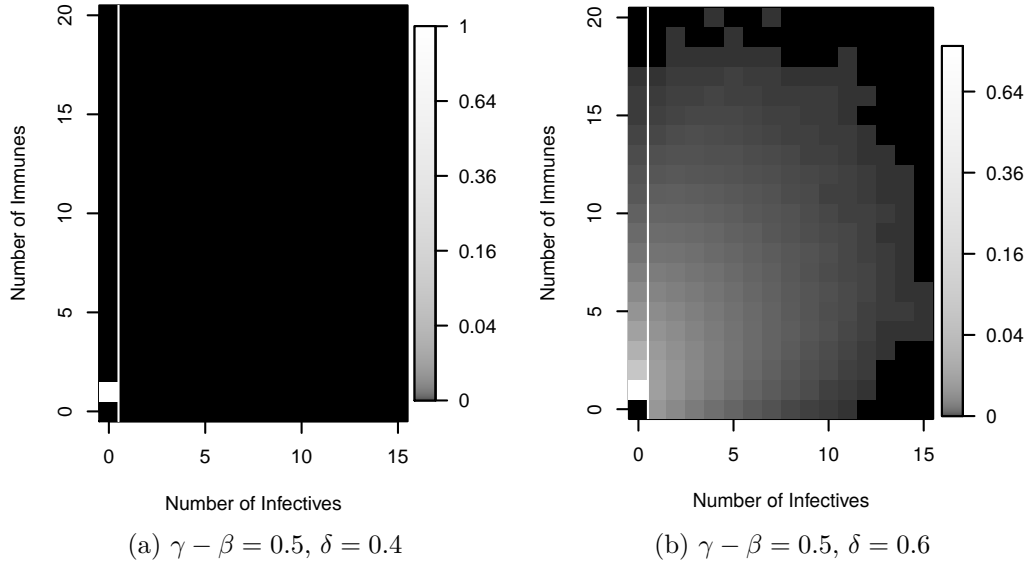 20
15
10
5
0
Number of Immunes
0 5 10 15
Number of Infectives
1
0.64
0.36
0.16
0.04
0
(a) γ − β = 0.5, δ = 0.4
20
15
10
5
0
Number of Immunes
0 5 10 15
Number of Infectives
0.64
0.36
0.16
0.04
0
(b) γ − β = 0.5, δ = 0.6